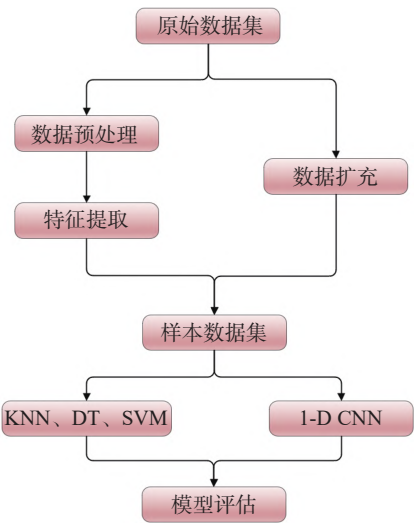 原始数据集
数据预处理
数据扩充
特征提取
样本数据集
KNN、DT、SVM
1-D CNN
模型评估